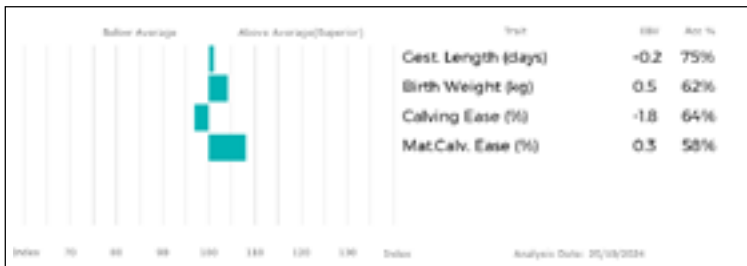 Below Average Above Average(Superior) Trait EBV Acc %
Gest. Length (days) -0.2 75%
Birth Weight (kg) 0.5 62%
Calving Ease (%) -1.8 64%
Mat.Calv. Ease (%) 0.3 58%
Index 70 80 90 100 110 120 130 Index Analysis Date: